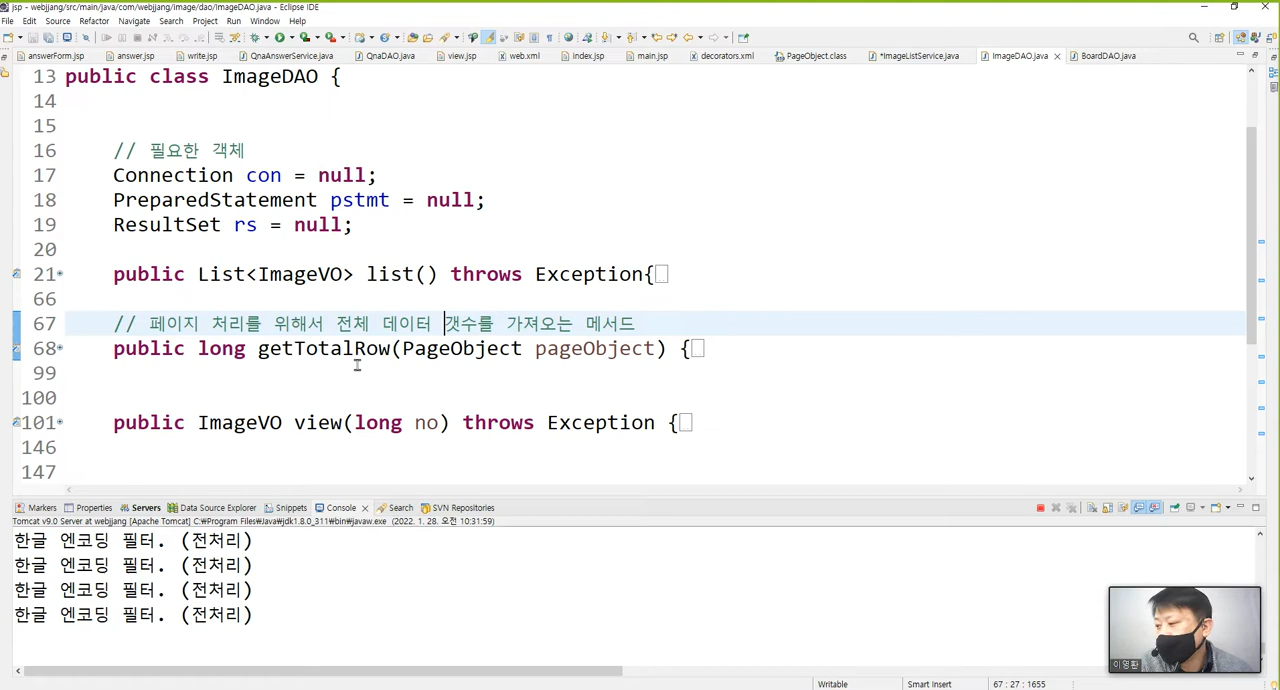 jsp - webjjang/src/main/java/com/webjjang/image/dao/ImageDAO.java - Eclipse IDE
File Edit Source Refactor Navigate Search Project Run Window Help
answerForm.jsp answer.jsp write.jsp QnaAnswerService.java QnaDAO.java view.jsp web.xml index.jsp main.jsp decorators.xml PageObject.class *ImageListService.java ImageDAO.java BoardDAO.java
13 public class ImageDAO {
14
15
16 // 필요한 객체
17 Connection con = null;
18 PreparedStatement pstmt = null;
19 ResultSet rs = null;
20
21 public List<ImageVO> list() throws Exception{
66
67 // 페이지 처리를 위해서 전체 데이터 갯수를 가져오는 메서드
68 public long getTotalRow(PageObject pageObject) {
99
100
101 public ImageVO view(long no) throws Exception {
146
147
Markers Properties Servers Data Source Explorer Snippets Console Search SVN Repositories
Tomcat v9.0 Server at webjjang [Apache Tomcat] C:₩Program Files₩Java₩jdk1.8.0_311₩bin₩javaw.exe (2022. 1. 28. 오전 10:31:59)
한글 엔코딩 필터. (전처리)
한글 엔코딩 필터. (전처리)
한글 엔코딩 필터. (전처리)
한글 엔코딩 필터. (전처리)
이영환
Writable Smart Insert 67 : 27 : 1655